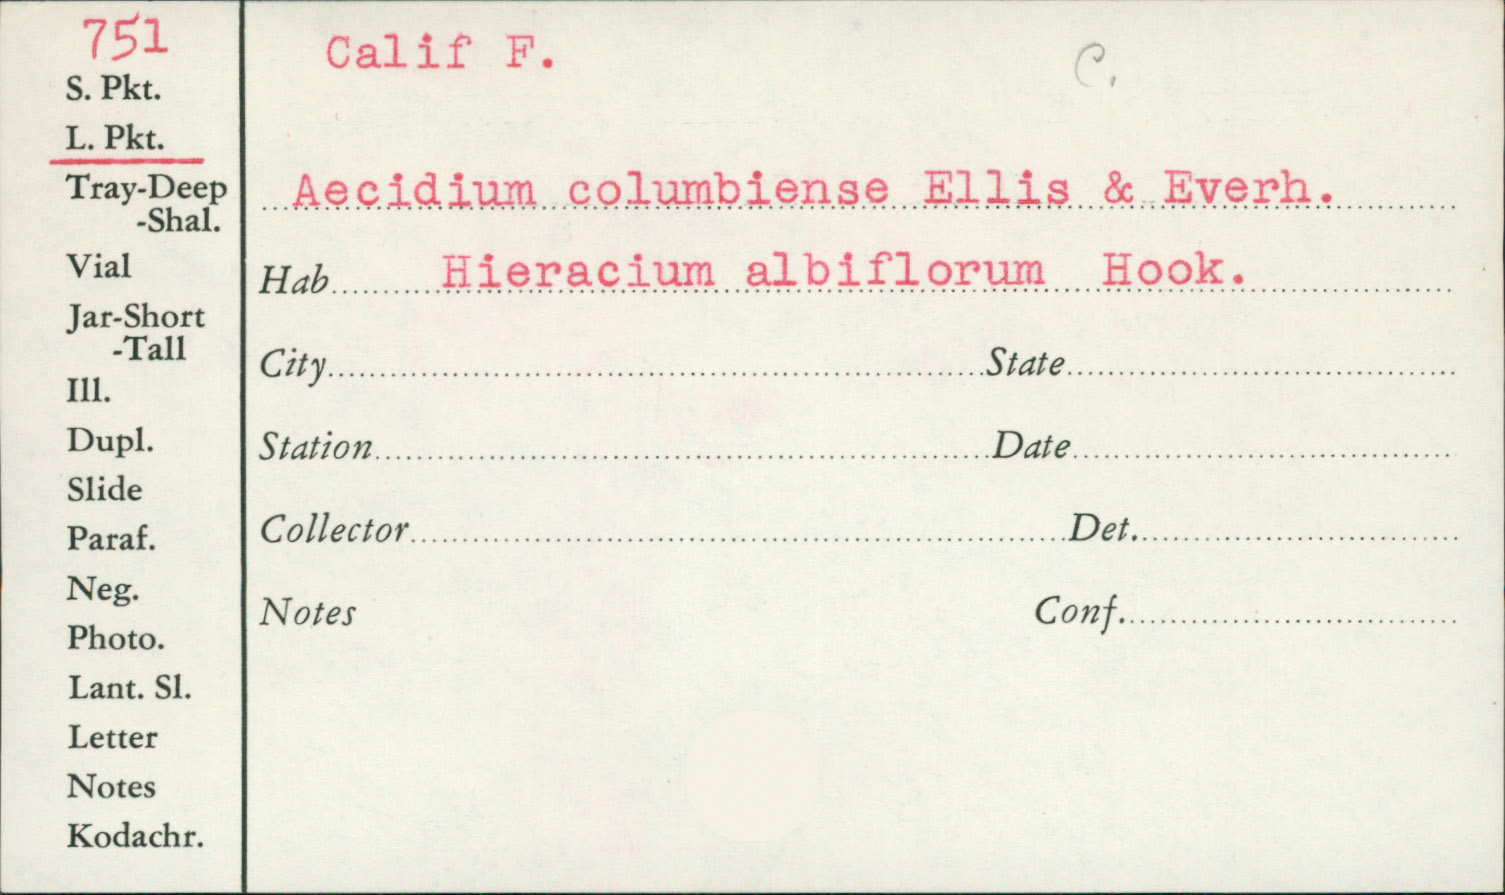 751
S. Pkt.
L. Pkt.
Tray-Deep
-Shal.
Vial
Jar-Short
-Tall
Ill.
Dupl.
Slide
Paraf.
Neg.
Photo.
Lant. Sl.
Letter
Notes
Kodachr.
Calif F.
C.
Aecidium columbiense Ellis & Everh.
Hab Hieracium albiflorum Hook.
City State
Station Date
Collector Det.
Notes Conf.